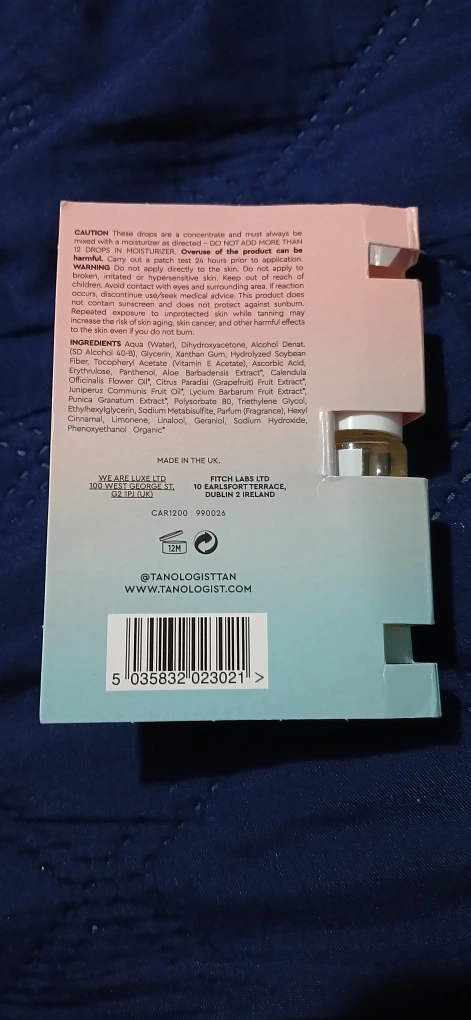 CAUTION These drops are a concentrate and must always be
mixed with a moisturizer as directed – DO NOT ADD MORE THAN
12 DROPS IN MOISTURIZER. Overuse of the product can be
harmful. Carry out a patch test 24 hours prior to application.
WARNING Do not apply directly to the skin. Do not apply to
broken, irritated or hypersensitive skin. Keep out of reach of
children. Avoid contact with eyes and surrounding area. If reaction
occurs, discontinue use/seek medical advice. This product does
not contain sunscreen and does not protect against sunburn.
Repeated exposure to unprotected skin while tanning may
increase the risk of skin aging, skin cancer, and other harmful effects
to the skin even if you do not burn.
INGREDIENTS Aqua (Water), Dihydroxyacetone, Alcohol Denat.
(SD Alcohol 40-B), Glycerin, Xanthan Gum, Hydrolyzed Soybean
Fiber, Tocopheryl Acetate (Vitamin E Acetate), Ascorbic Acid,
Erythrulose, Panthenol, Aloe Barbadensis Extract*, Calendula
Officinalis Flower Oil*, Citrus Paradisi (Grapefruit) Fruit Extract*,
Juniperus Communis Fruit Oil*, Lycium Barbarum Fruit Extract*,
Punica Granatum Extract*, Polysorbate 80, Triethylene Glycol,
Ethylhexylglycerin, Sodium Metabisulfite, Parfum (Fragrance), Hexyl
Cinnamal, Limonene, Linalool, Geraniol, Sodium Hydroxide,
Phenoxyethanol Organic*
MADE IN THE UK.
WE ARE LUXE LTD
100 WEST GEORGE ST,
G2 1PJ (UK)
FITCH LABS LTD
10 EARLSFORT TERRACE,
DUBLIN 2 IRELAND
CAR1200 990026
12M
@TANOLOGISTTAN
WWW.TANOLOGIST.COM
5 035832 023021 >